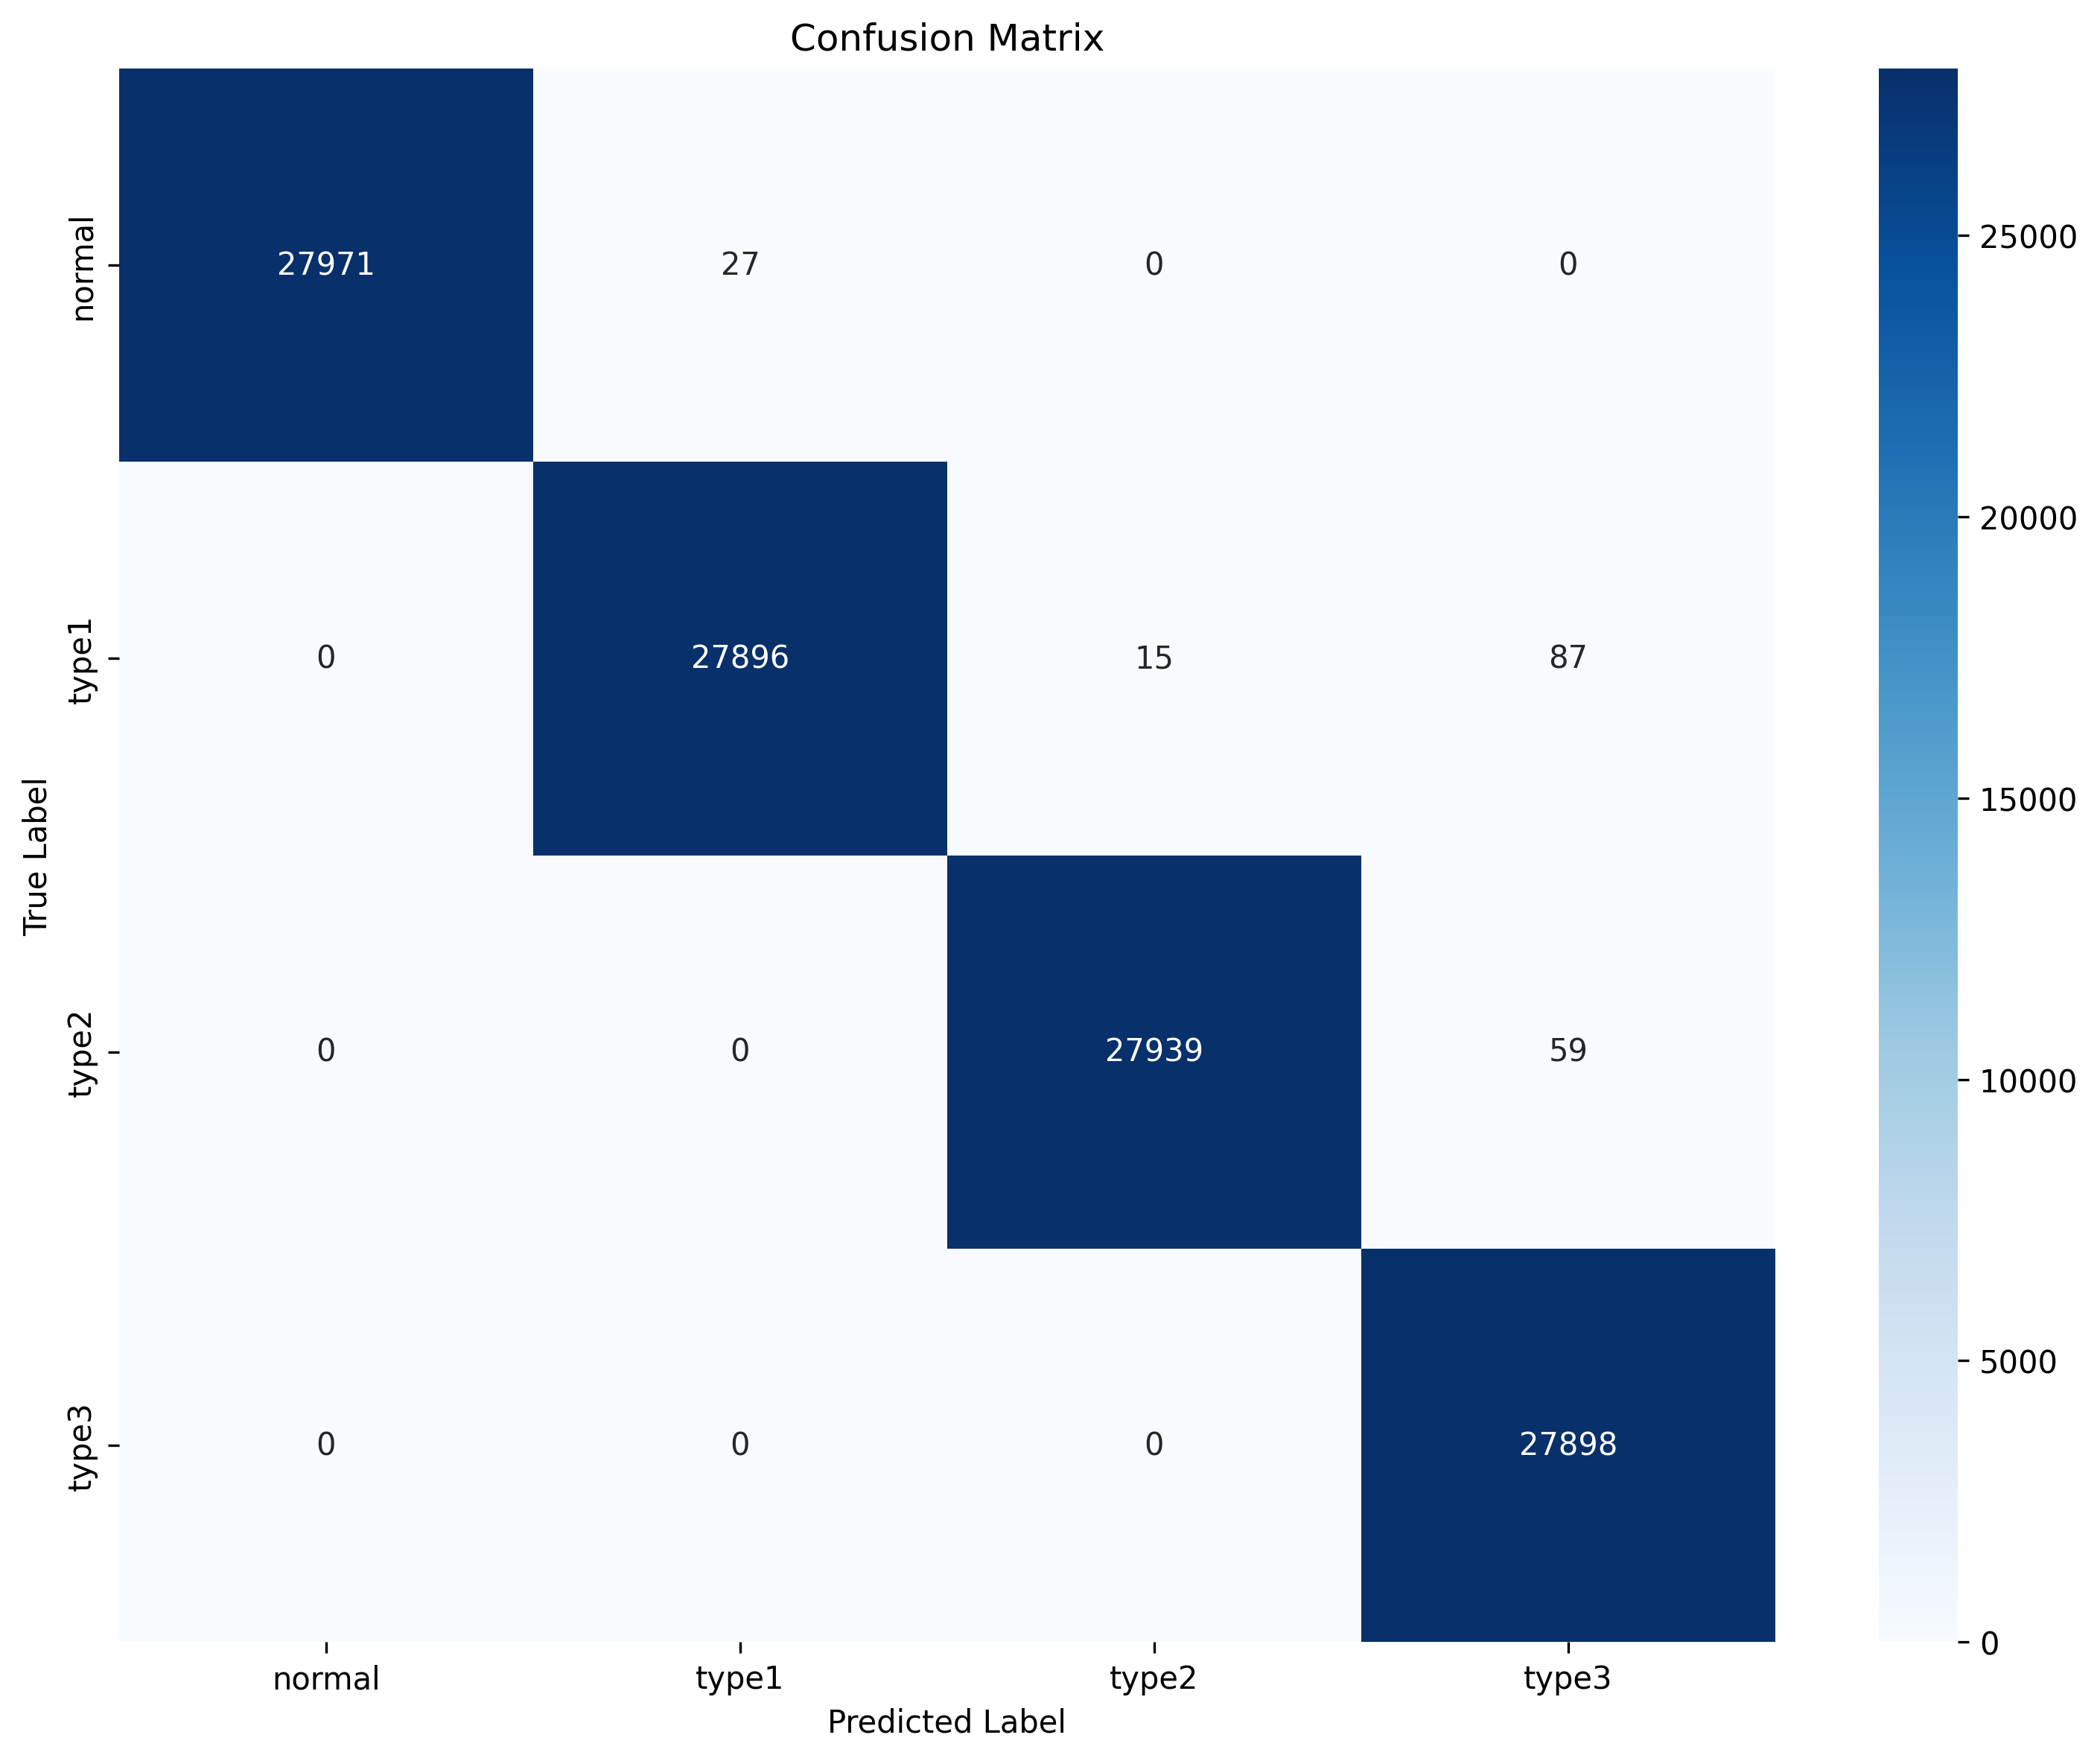 Confusion Matrix
normal 27971 27 0 0
type1 0 27896 15 87
type2 0 0 27939 59
type3 0 0 0 27898
normal type1 type2 type3
Predicted Label
True Label
25000
20000
15000
10000
5000
0